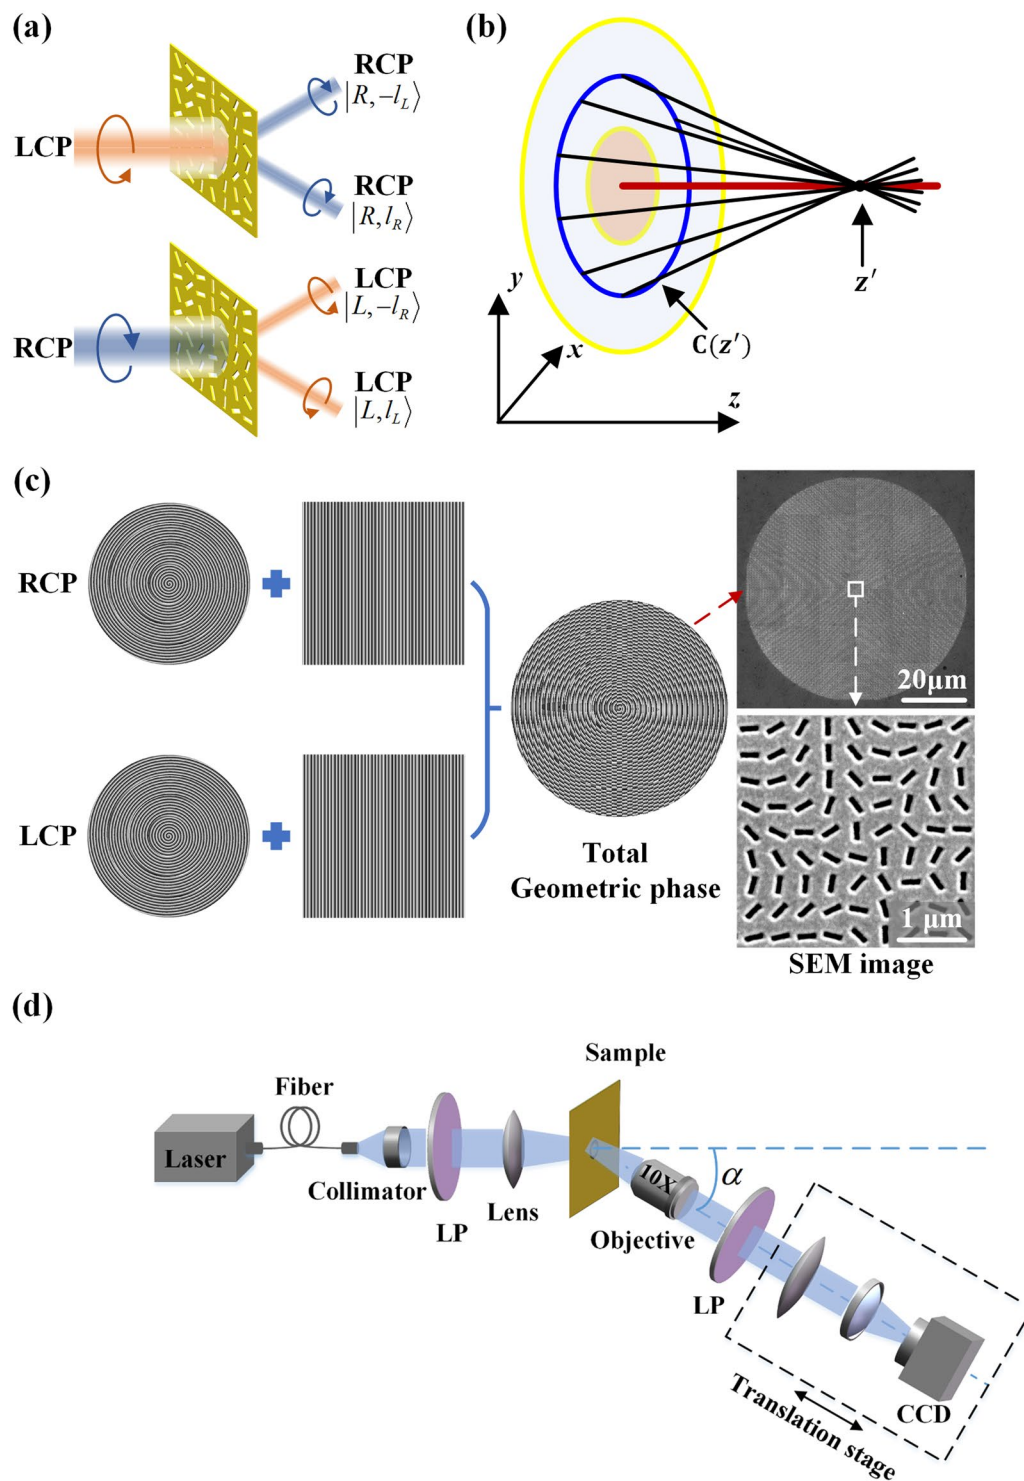 (a)
RCP
|R,-l_L⟩
LCP
RCP
|R,l_R⟩
LCP
|L,-l_R⟩
RCP
LCP
|L,l_L⟩
(b)
z′
C(z′)
y
x
z
(c)
RCP
LCP
Total
Geometric phase
20μm
1 μm
SEM image
(d)
Sample
Fiber
Laser
Collimator
LP
Lens
10X
Objective
α
LP
CCD
Translation stage